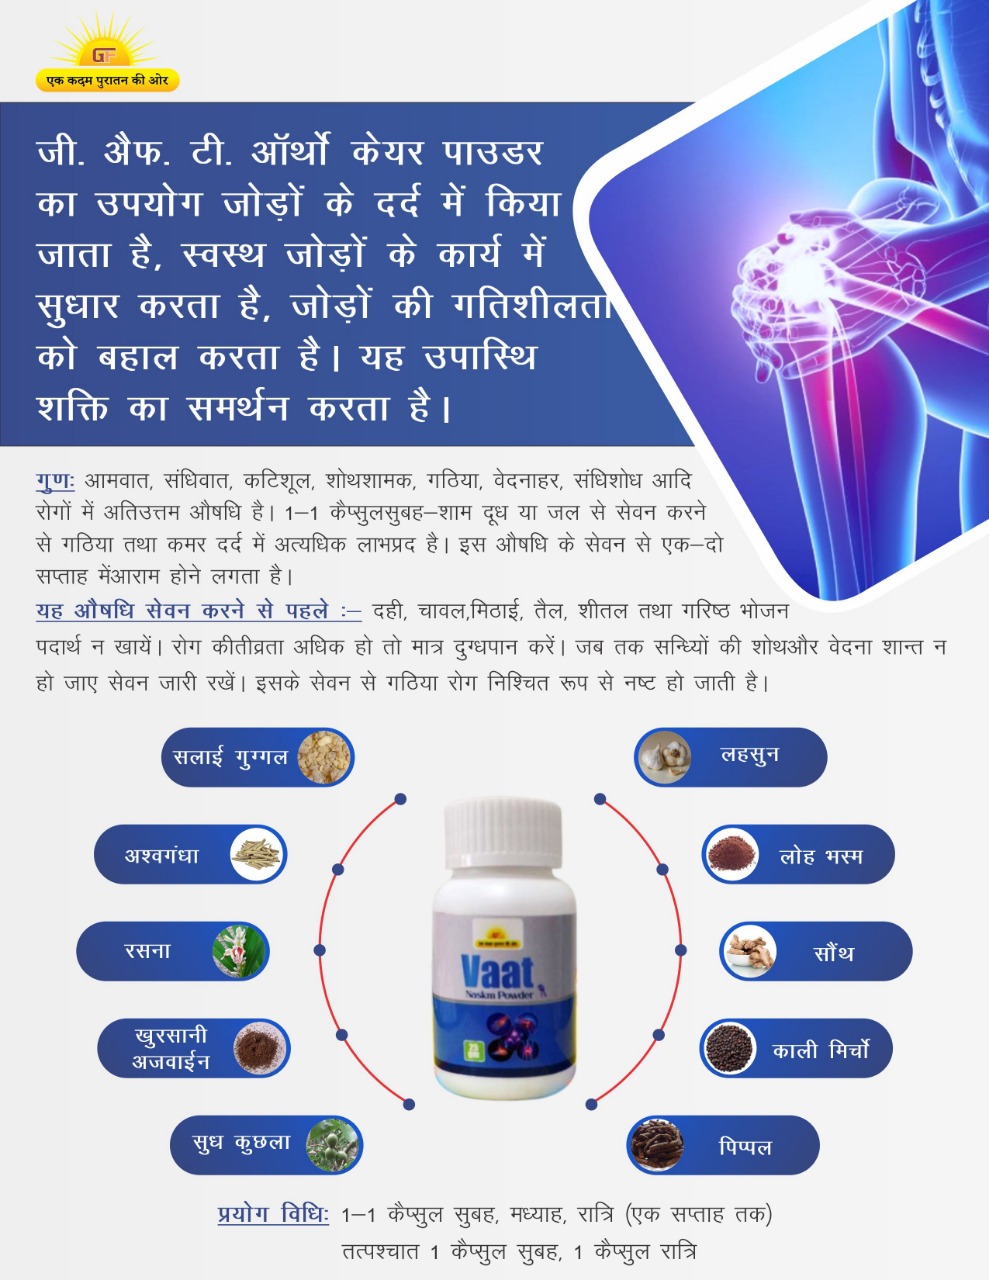 GF
एक कदम पुरातन की ओर
जी. अैफ. टी. ऑर्थो केयर पाउडर
का उपयोग जोड़ों के दर्द में किया
जाता है, स्वस्थ जोड़ों के कार्य में
सुधार करता है, जोड़ों की गतिशीलता
को बहाल करता है। यह उपास्थि
शक्ति का समर्थन करता है।
गुणः आमवात, संधिवात, कटिशूल, शोथशामक, गठिया, वेदनाहर, संधिशोध आदि
रोगों में अतिउत्तम औषधि है। 1–1 कैप्सुलसुबह–शाम दूध या जल से सेवन करने
से गठिया तथा कमर दर्द में अत्यधिक लाभप्रद है। इस औषधि के सेवन से एक–दो
सप्ताह मेंआराम होने लगता है।
यह औषधि सेवन करने से पहले :– दही, चावल,मिठाई, तैल, शीतल तथा गरिष्ठ भोजन
पदार्थ न खायें। रोग कीतीव्रता अधिक हो तो मात्र दुग्धपान करें। जब तक सन्ध्यिों की शोथऔर वेदना शान्त न
हो जाए सेवन जारी रखें। इसके सेवन से गठिया रोग निश्चित रूप से नष्ट हो जाती है।
सलाई गुग्गल
लहसुन
अश्वगंधा
लोह भस्म
रसना
सौंथ
खुरसानी
अजवाईन
काली मिर्चो
सुध कुछला
पिप्पल
Vaat
Naskm Powder
प्रयोग विधिः 1–1 कैप्सुल सुबह, मध्याह, रात्रि (एक सप्ताह तक)
तत्पश्चात 1 कैप्सुल सुबह, 1 कैप्सुल रात्रि